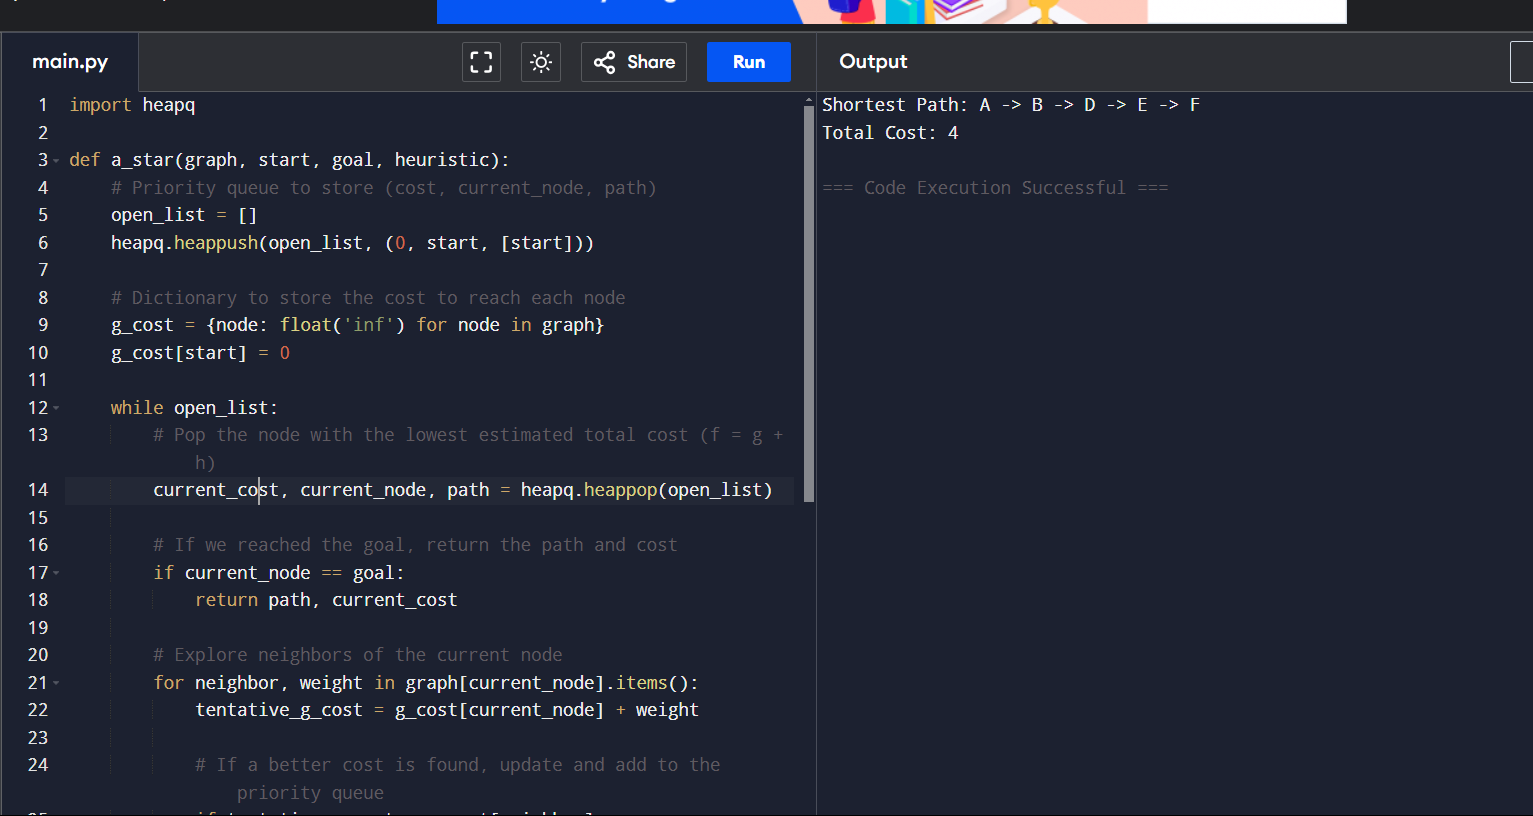 main.py
Share
Run
Output
1 import heapq
2
3 def a_star(graph, start, goal, heuristic):
4 # Priority queue to store (cost, current_node, path)
5 open_list = []
6 heapq.heappush(open_list, (0, start, [start]))
7
8 # Dictionary to store the cost to reach each node
9 g_cost = {node: float('inf') for node in graph}
10 g_cost[start] = 0
11
12 while open_list:
13 # Pop the node with the lowest estimated total cost (f = g +
h)
14 current_cost, current_node, path = heapq.heappop(open_list)
15
16 # If we reached the goal, return the path and cost
17 if current_node == goal:
18 return path, current_cost
19
20 # Explore neighbors of the current node
21 for neighbor, weight in graph[current_node].items():
22 tentative_g_cost = g_cost[current_node] + weight
23
24 # If a better cost is found, update and add to the
priority queue
Shortest Path: A -> B -> D -> E -> F
Total Cost: 4
=== Code Execution Successful ===